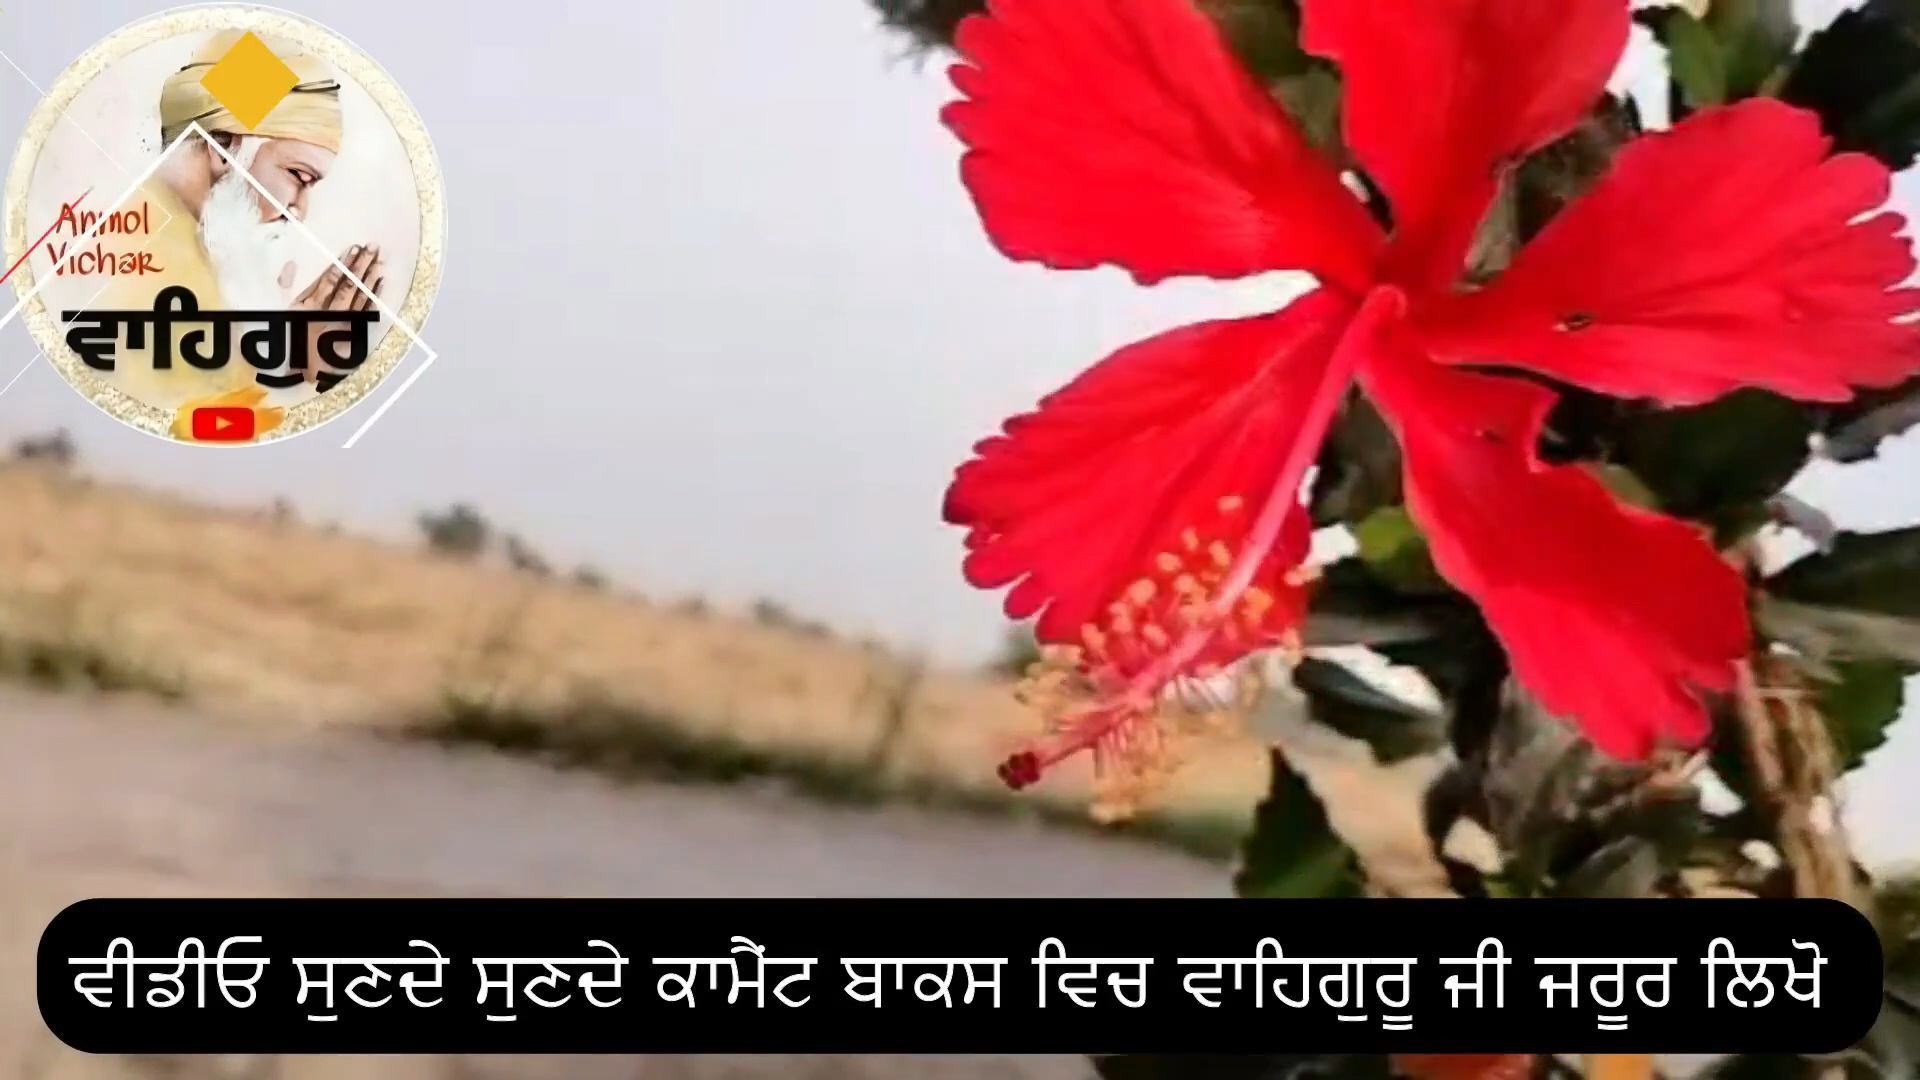 Anmol
Vichar
ਵਾਹਿਗੁਰੂ
ਵੀਡੀਓ ਸੁਣਦੇ ਸੁਣਦੇ ਕਾਮੈਂਟ ਬਾਕਸ ਵਿਚ ਵਾਹਿਗੁਰੂ ਜੀ ਜਰੂਰ ਲਿਖੋ